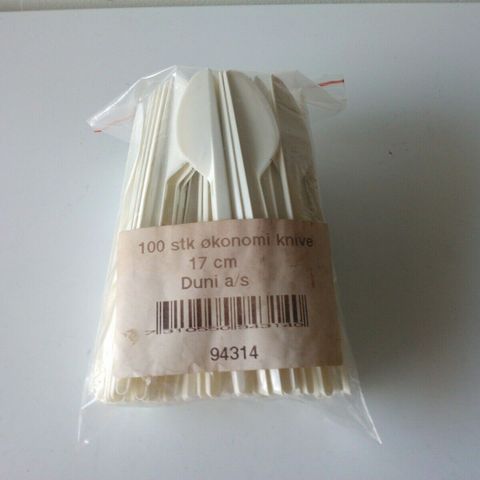 100 stk økonomi knive
17 cm
Duni a/s
94314